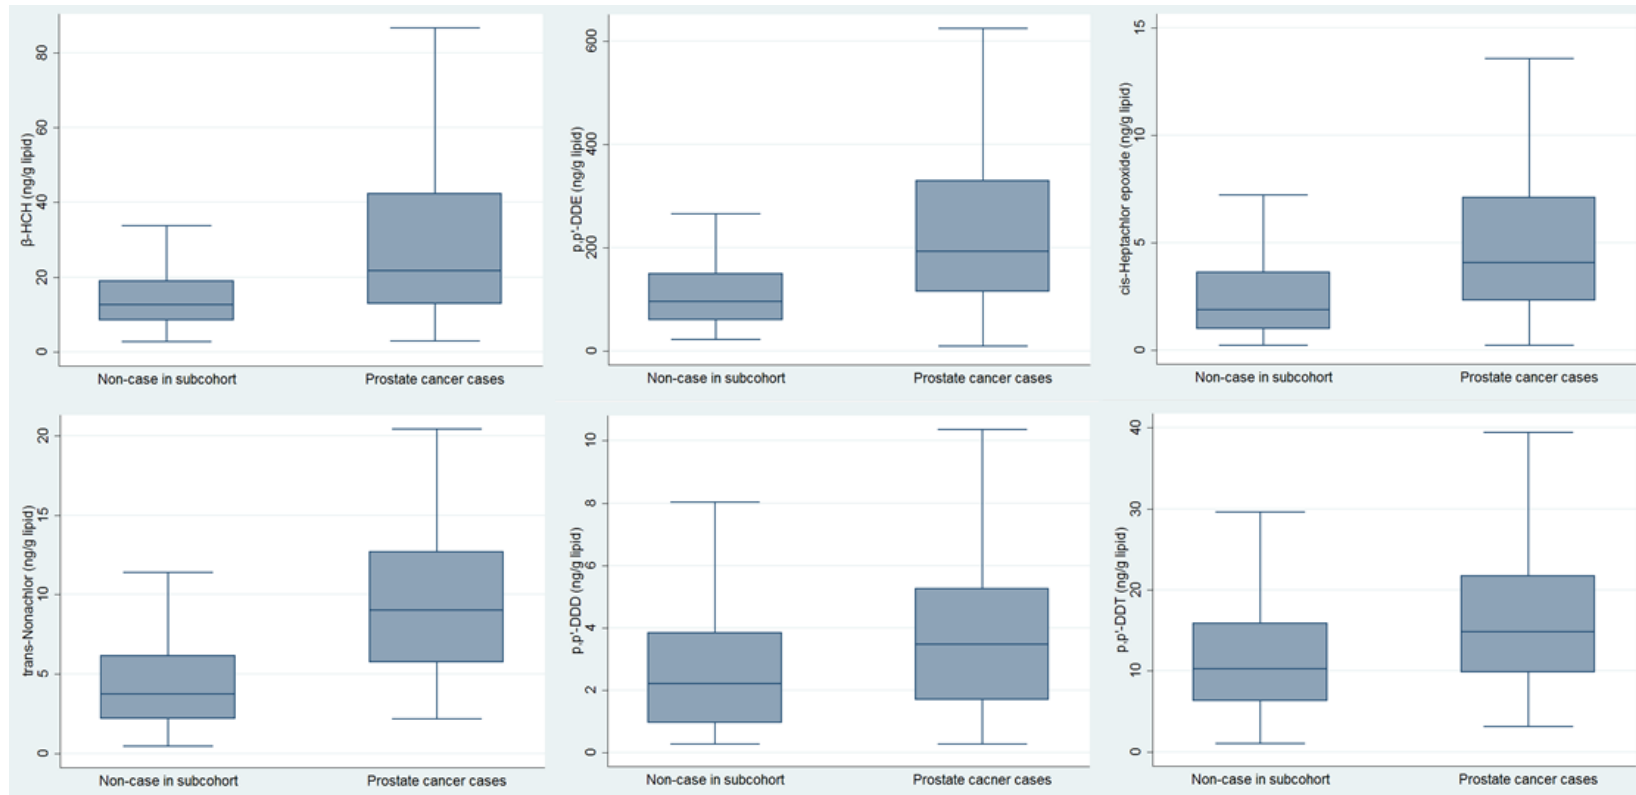 β-HCH (ng/g lipid)
80
60
40
20
0
Non-case in subcohort
Prostate cancer cases
p,p'-DDE (ng/g lipid)
600
400
200
0
Non-case in subcohort
Prostate cancer cases
cis-Heptachlor epoxide (ng/g lipid)
15
10
5
0
Non-case in subcohort
Prostate cancer cases
trans-Nonachlor (ng/g lipid)
20
15
10
5
0
Non-case in subcohort
Prostate cancer cases
p,p'-DDD (ng/g lipid)
10
8
6
4
2
0
Non-case in subcohort
Prostate cacner cases
p,p'-DDT (ng/g lipid)
40
30
20
10
0
Non-case in subcohort
Prostate cancer cases